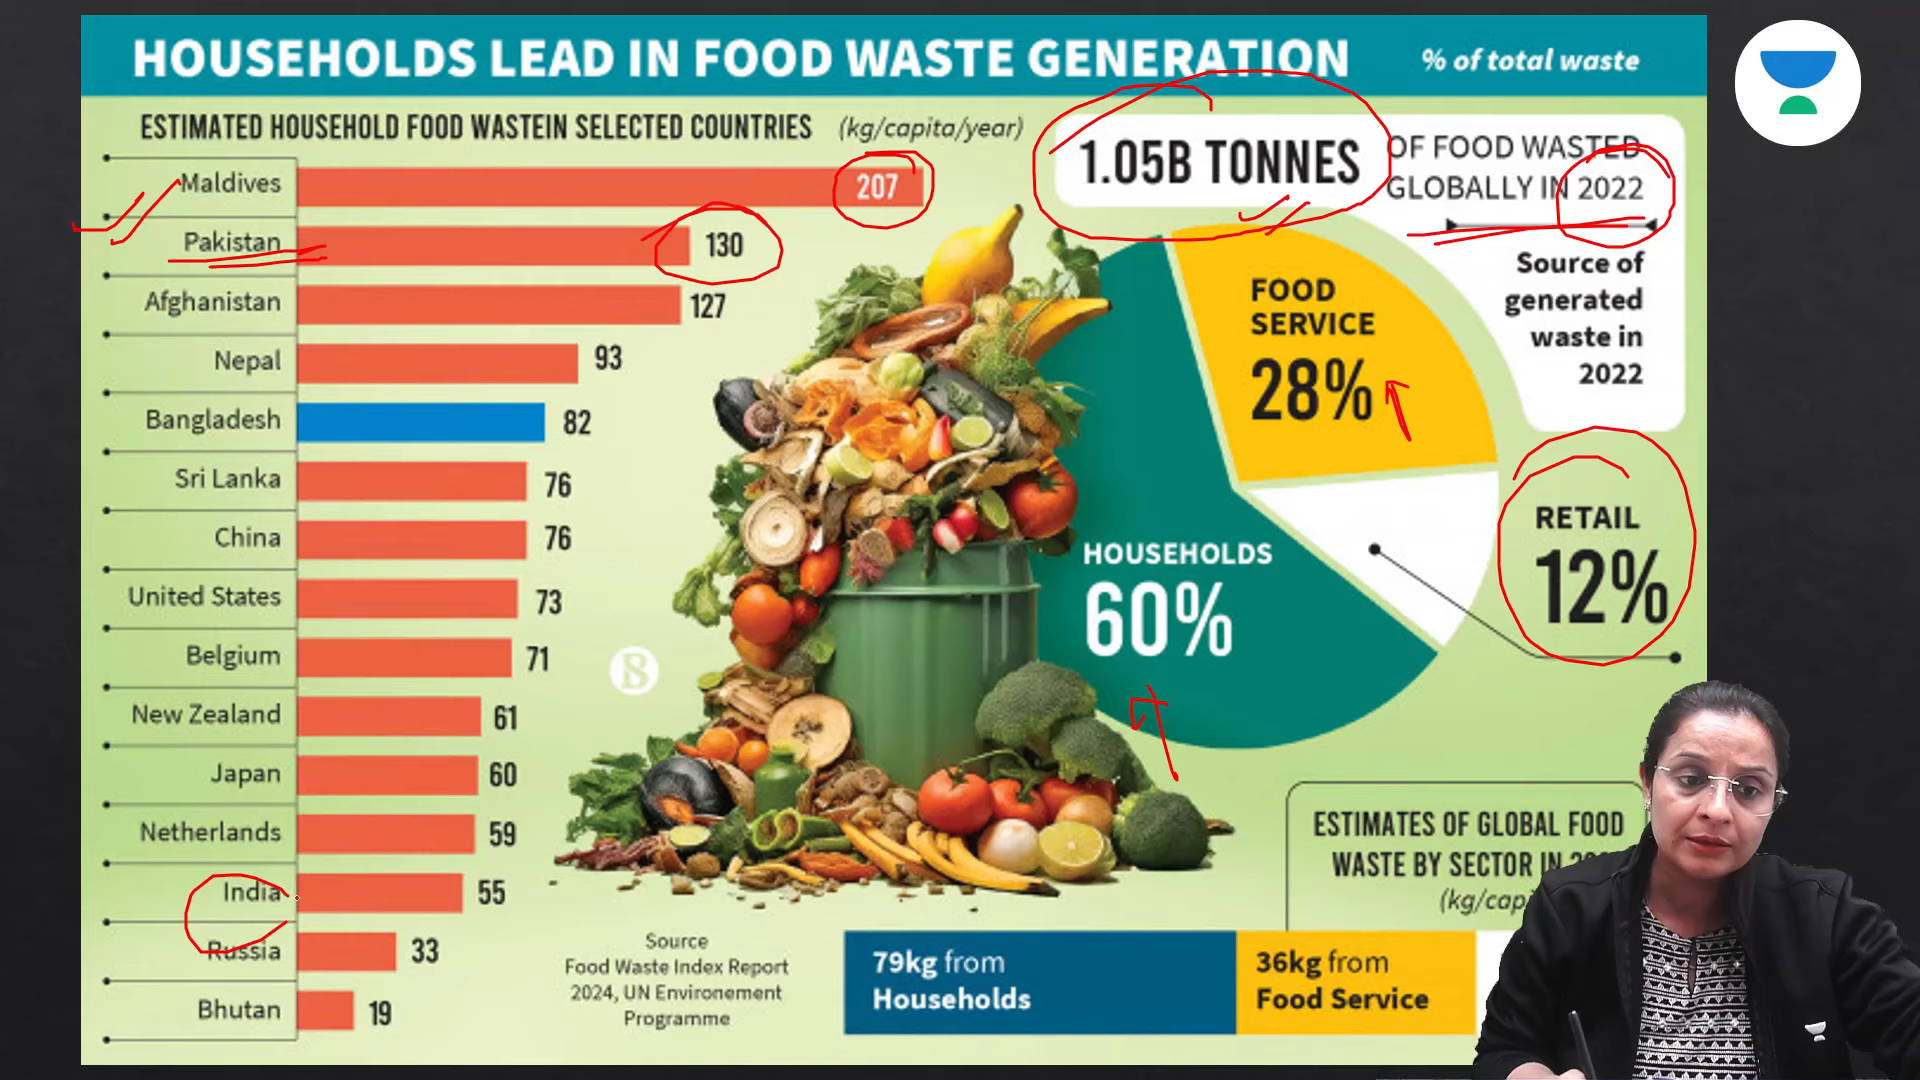 HOUSEHOLDS LEAD IN FOOD WASTE GENERATION
% of total waste
ESTIMATED HOUSEHOLD FOOD WASTEIN SELECTED COUNTRIES (kg/capita/year)
Maldives 207
Pakistan 130
Afghanistan 127
Nepal 93
Bangladesh 82
Sri Lanka 76
China 76
United States 73
Belgium 71
New Zealand 61
Japan 60
Netherlands 59
India 55
Russia 33
Bhutan 19
1.05B TONNES
OF FOOD WASTED
GLOBALLY IN 2022
Source of
generated
waste in
2022
FOOD
SERVICE
28%
RETAIL
12%
HOUSEHOLDS
60%
B
ESTIMATES OF GLOBAL FOOD
WASTE BY SECTOR IN
Source
Food Waste Index Report
2024, UN Environement
Programme
79kg from
Households
36kg from
Food Service